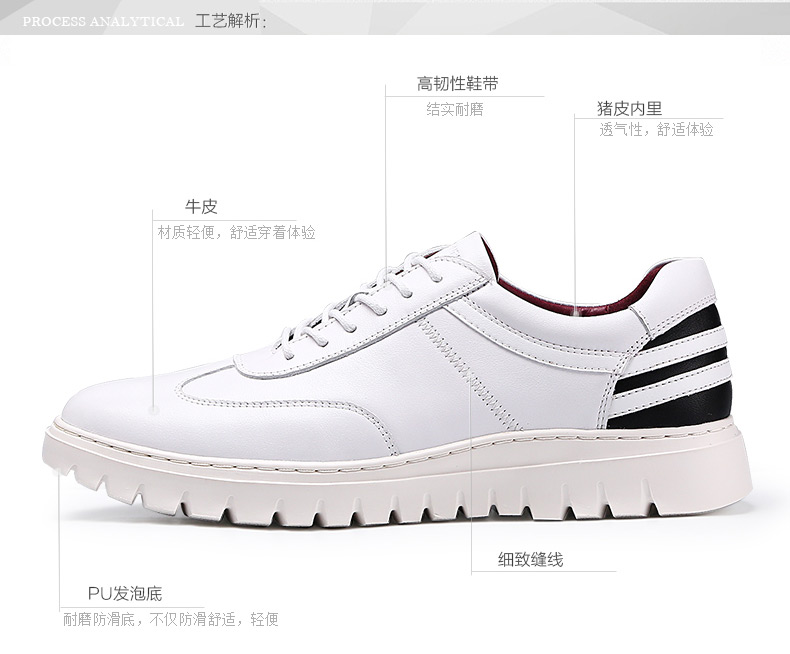 PROCESS ANALYTICAL 工艺解析:
高韧性鞋带
结实耐磨
猪皮内里
透气性，舒适体验
牛皮
材质轻便，舒适穿着体验
细致缝线
PU发泡底
耐磨防滑底，不仅防滑舒适，轻便